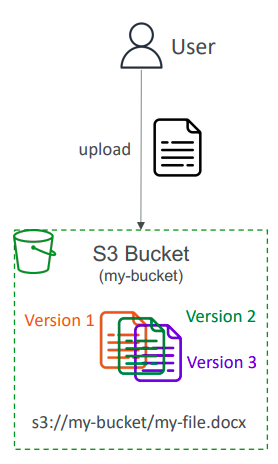 User
upload
S3 Bucket
(my-bucket)
Version 1
Version 2
Version 3
s3://my-bucket/my-file.docx